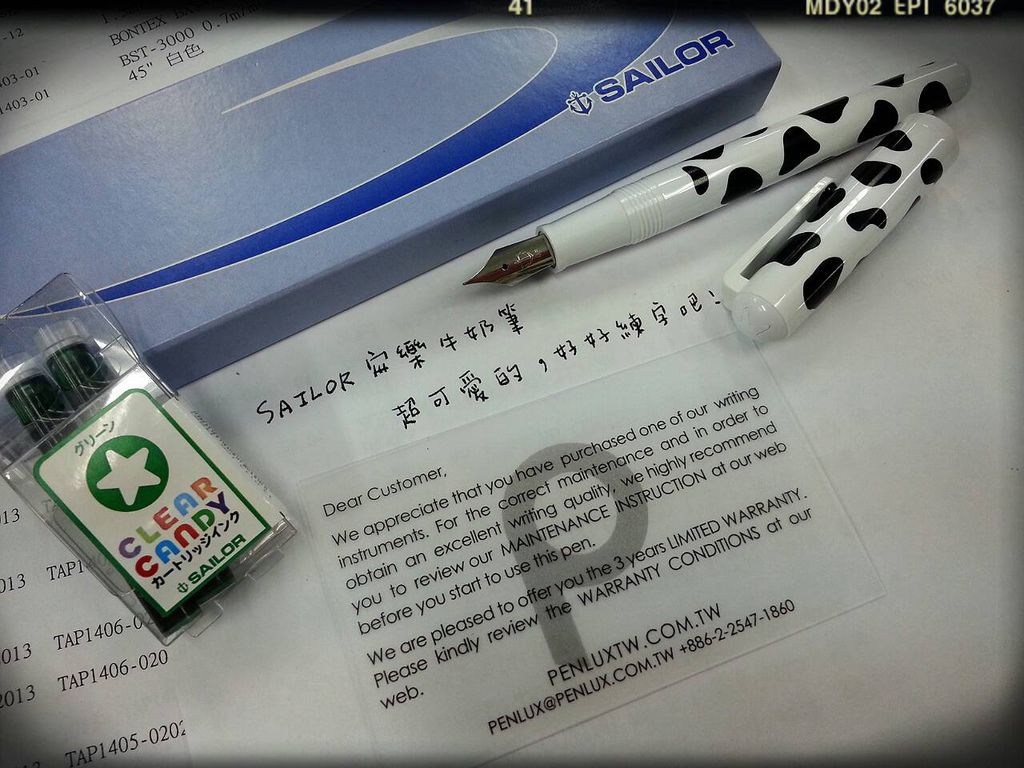 41
MDY02 EPI 6037
BONTEX
BST-3000 0.7m/m
45" 白色
1403-01
SAILOR
SAILOR 寍樂牛奶筆
超可愛的，好好練字吧！
グリーン
CLEAR
CANDY
カートリッジインク
SAILOR
Dear Customer,
We appreciate that you have purchased one of our writing
instruments. For the correct maintenance and in order to
obtain an excellent writing quality, we highly recommend
you to review our MAINTENANCE INSTRUCTION at our web
before you start to use this pen.
We are pleased to offer you the 3 years LIMITED WARRANTY.
Please kindly review the WARRANTY CONDITIONS at our
web.
PENLUXTW.COM.TW
PENLUX@PENLUX.COM.TW +886-2-2547-1860
2013 TAP1406-020
TAP1405-0202